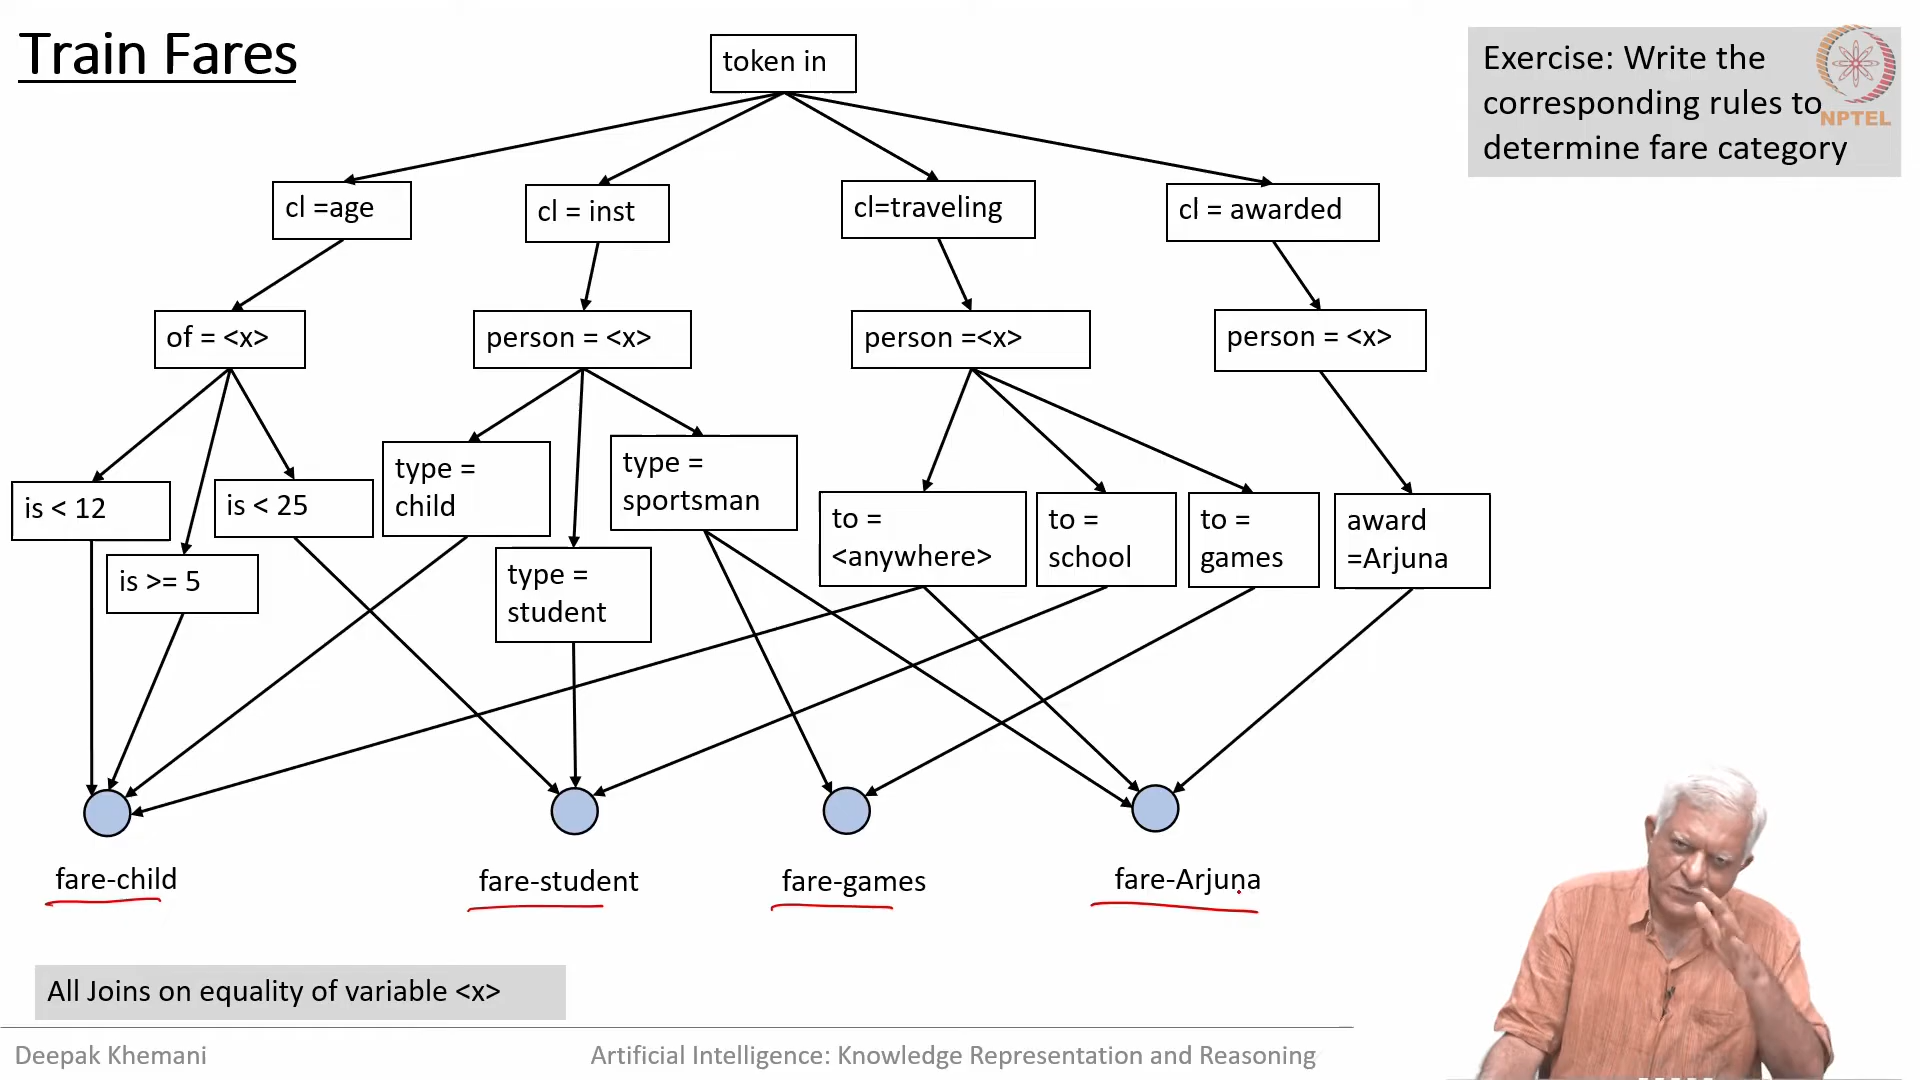 Train Fares
token in
Exercise: Write the
corresponding rules to
determine fare category
NPTEL
cl =age
cl = inst
cl=traveling
cl = awarded
of = <x>
person = <x>
person =<x>
person = <x>
is < 12
is >= 5
is < 25
type =
child
type =
student
type =
sportsman
to =
<anywhere>
to =
school
to =
games
award
=Arjuna
fare-child
fare-student
fare-games
fare-Arjuna
All Joins on equality of variable <x>
Deepak Khemani
Artificial Intelligence: Knowledge Representation and Reasoning